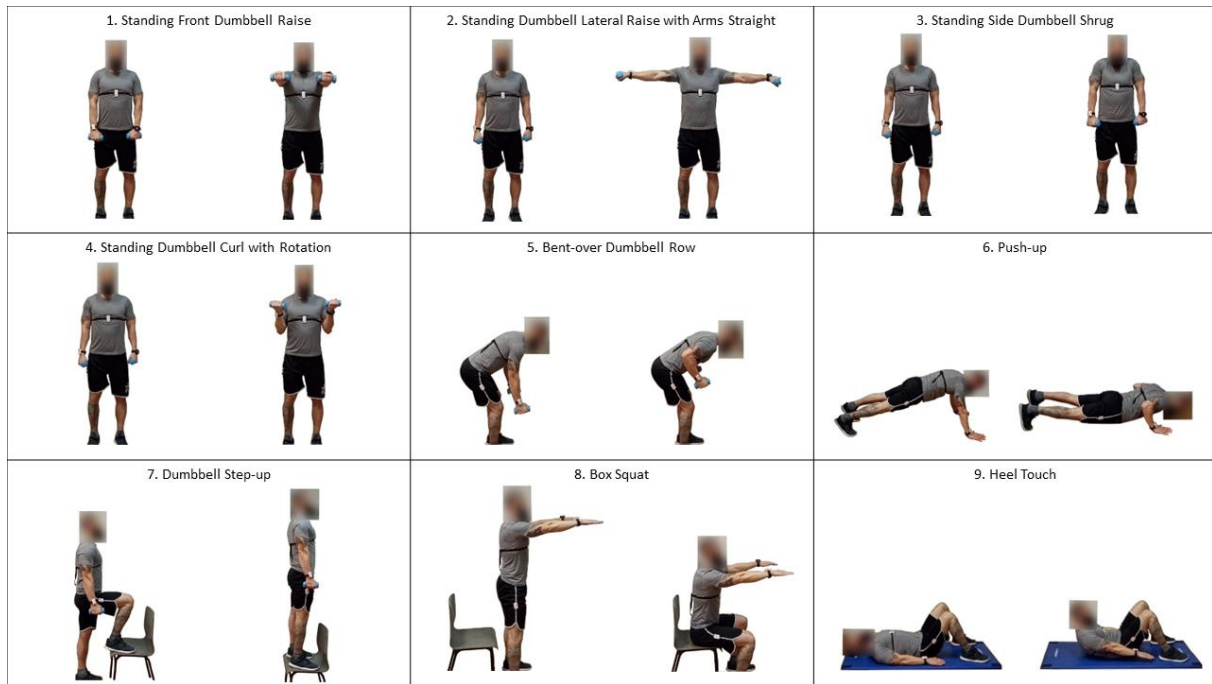 1. Standing Front Dumbbell Raise
2. Standing Dumbbell Lateral Raise with Arms Straight
3. Standing Side Dumbbell Shrug
4. Standing Dumbbell Curl with Rotation
5. Bent-over Dumbbell Row
6. Push-up
7. Dumbbell Step-up
8. Box Squat
9. Heel Touch